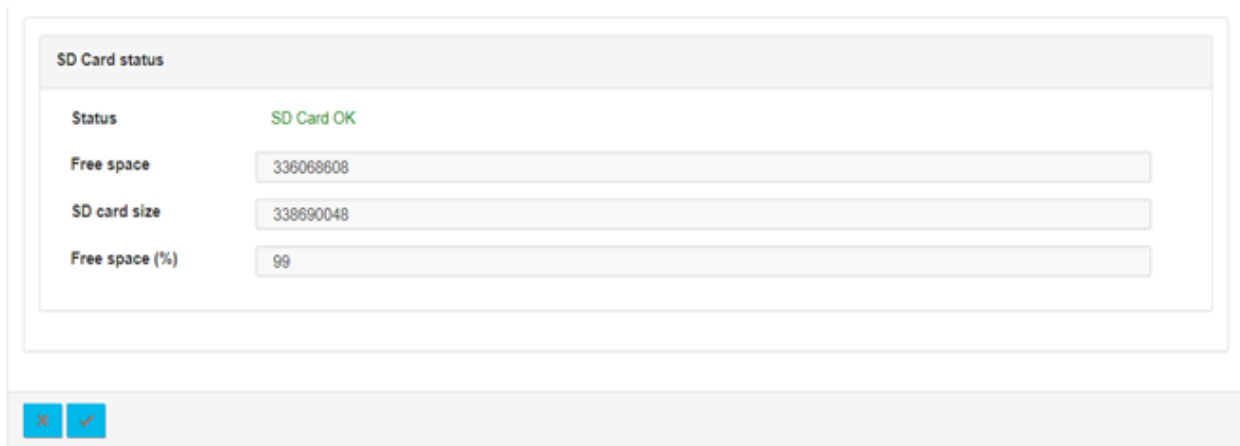 SD Card status
Status SD Card OK
Free space 336068608
SD card size 338690048
Free space (%) 99